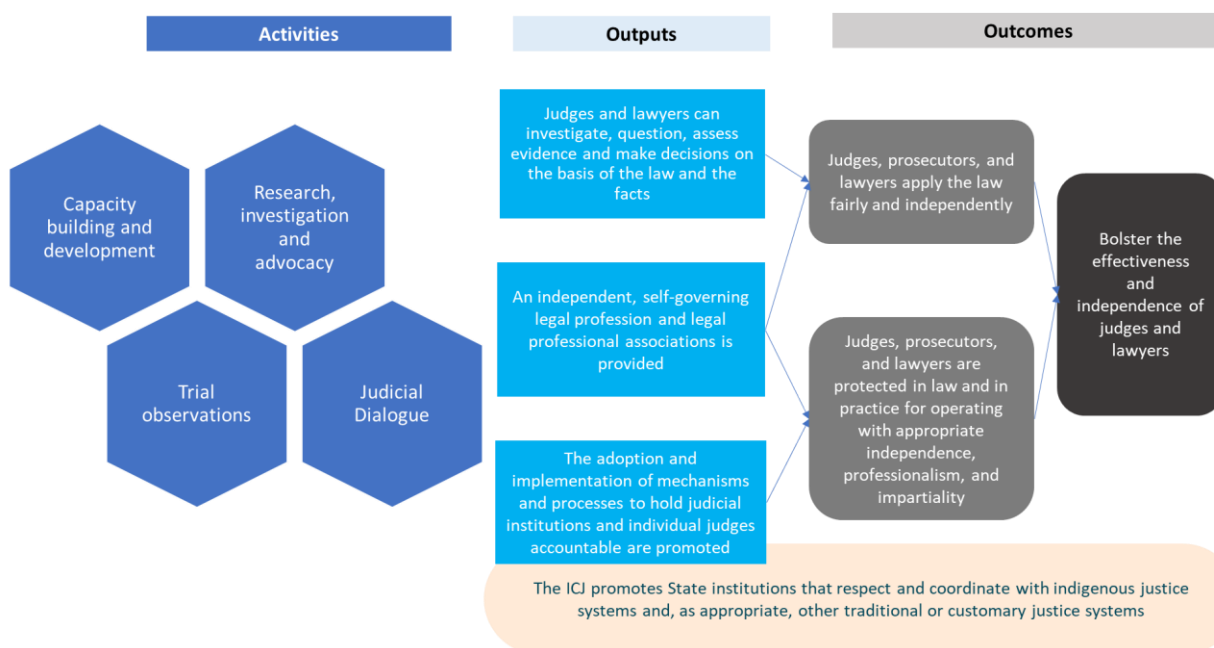 Activities
Outputs
Outcomes
Capacity
building and
development
Research,
investigation
and
advocacy
Trial
observations
Judicial
Dialogue
Judges and lawyers can
investigate, question, assess
evidence and make decisions on
the basis of the law and the
facts
An independent, self-governing
legal profession and legal
professional associations is
provided
The adoption and
implementation of mechanisms
and processes to hold judicial
institutions and individual judges
accountable are promoted
Judges, prosecutors, and
lawyers apply the law
fairly and independently
Judges, prosecutors,
and lawyers are
protected in law and in
practice for operating
with appropriate
independence,
professionalism, and
impartiality
Bolster the
effectiveness
and
independence of
judges and
lawyers
The ICJ promotes State institutions that respect and coordinate with indigenous justice
systems and, as appropriate, other traditional or customary justice systems